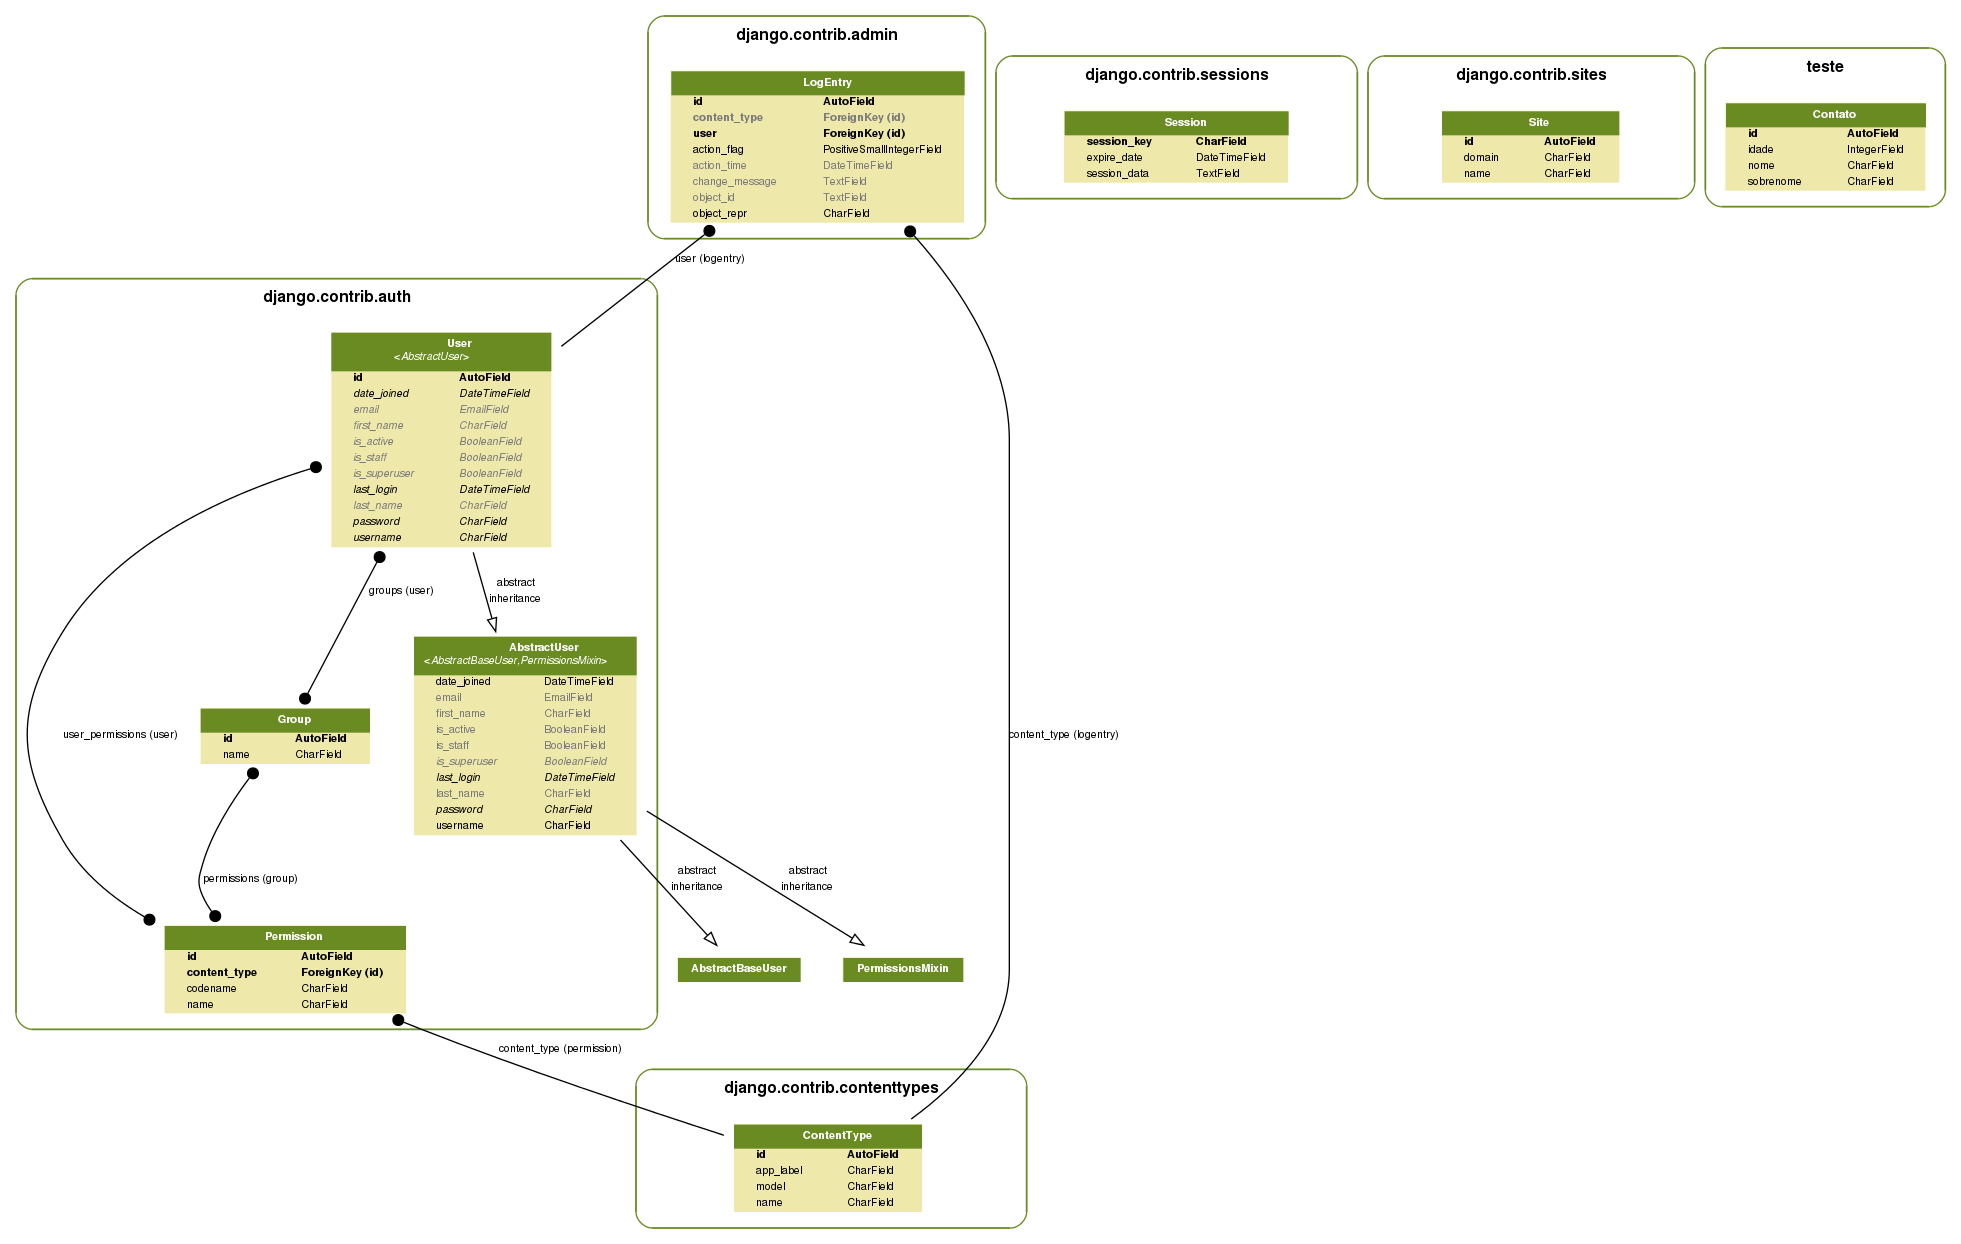 django.contrib.admin
LogEntry
id AutoField
content_type ForeignKey (id)
user ForeignKey (id)
action_flag PositiveSmallIntegerField
action_time DateTimeField
change_message TextField
object_id TextField
object_repr CharField
django.contrib.sessions
Session
session_key CharField
expire_date DateTimeField
session_data TextField
django.contrib.sites
Site
id AutoField
domain CharField
name CharField
teste
Contato
id AutoField
idade IntegerField
nome CharField
sobrenome CharField
user (logentry)
django.contrib.auth
User
<AbstractUser>
id AutoField
date_joined DateTimeField
email EmailField
first_name CharField
is_active BooleanField
is_staff BooleanField
is_superuser BooleanField
last_login DateTimeField
last_name CharField
password CharField
username CharField
groups (user)
abstract
inheritance
AbstractUser
<AbstractBaseUser,PermissionsMixin>
date_joined DateTimeField
email EmailField
first_name CharField
is_active BooleanField
is_staff BooleanField
is_superuser BooleanField
last_login DateTimeField
last_name CharField
password CharField
username CharField
Group
id AutoField
name CharField
user_permissions (user)
content_type (logentry)
permissions (group)
abstract
inheritance
abstract
inheritance
Permission
id AutoField
content_type ForeignKey (id)
codename CharField
name CharField
AbstractBaseUser
PermissionsMixin
content_type (permission)
django.contrib.contenttypes
ContentType
id AutoField
app_label CharField
model CharField
name CharField